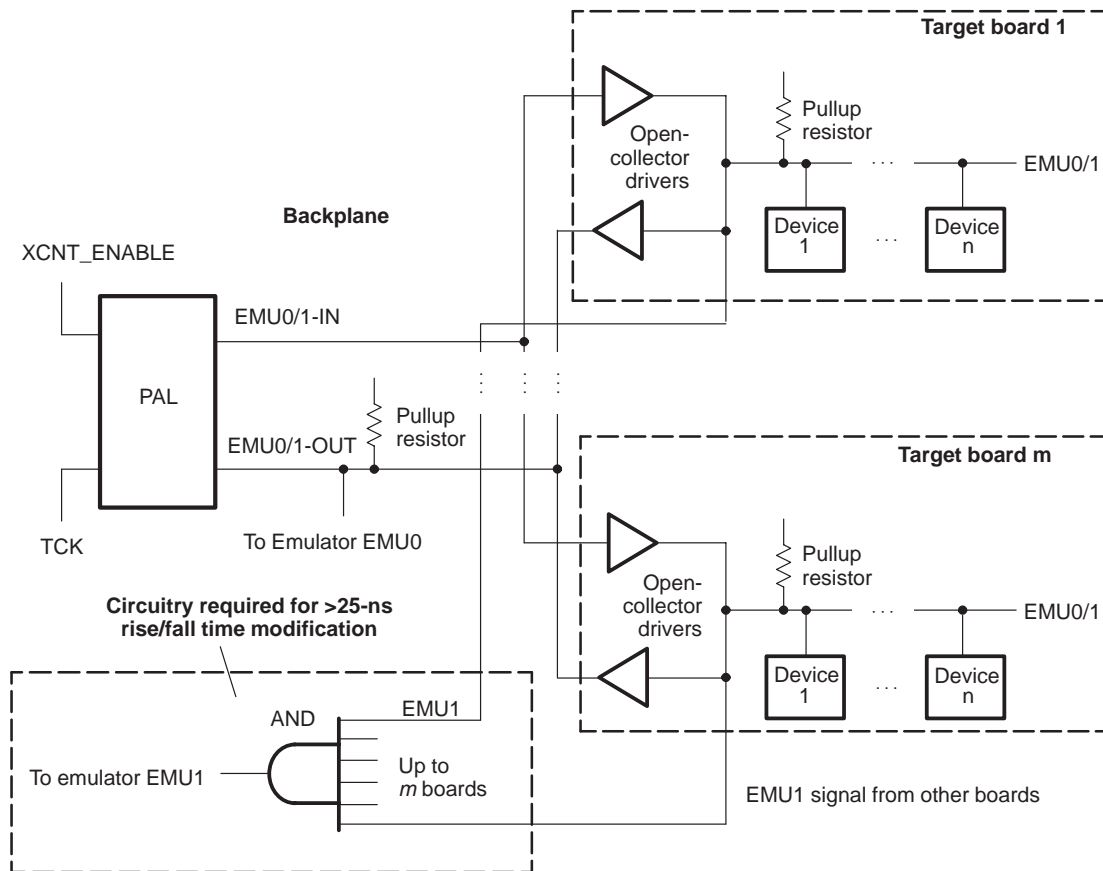 Target board 1
Pullup
resistor
Open-
collector
drivers
EMU0/1
Device
1
. . .
. . .
Device
n
Backplane
XCNT_ENABLE
EMU0/1-IN
PAL
Pullup
resistor
EMU0/1-OUT
TCK
To Emulator EMU0
Target board m
Pullup
resistor
Open-
collector
drivers
EMU0/1
Device
1
. . .
. . .
Device
n
Circuitry required for >25-ns
rise/fall time modification
AND
EMU1
To emulator EMU1
Up to
m boards
EMU1 signal from other boards